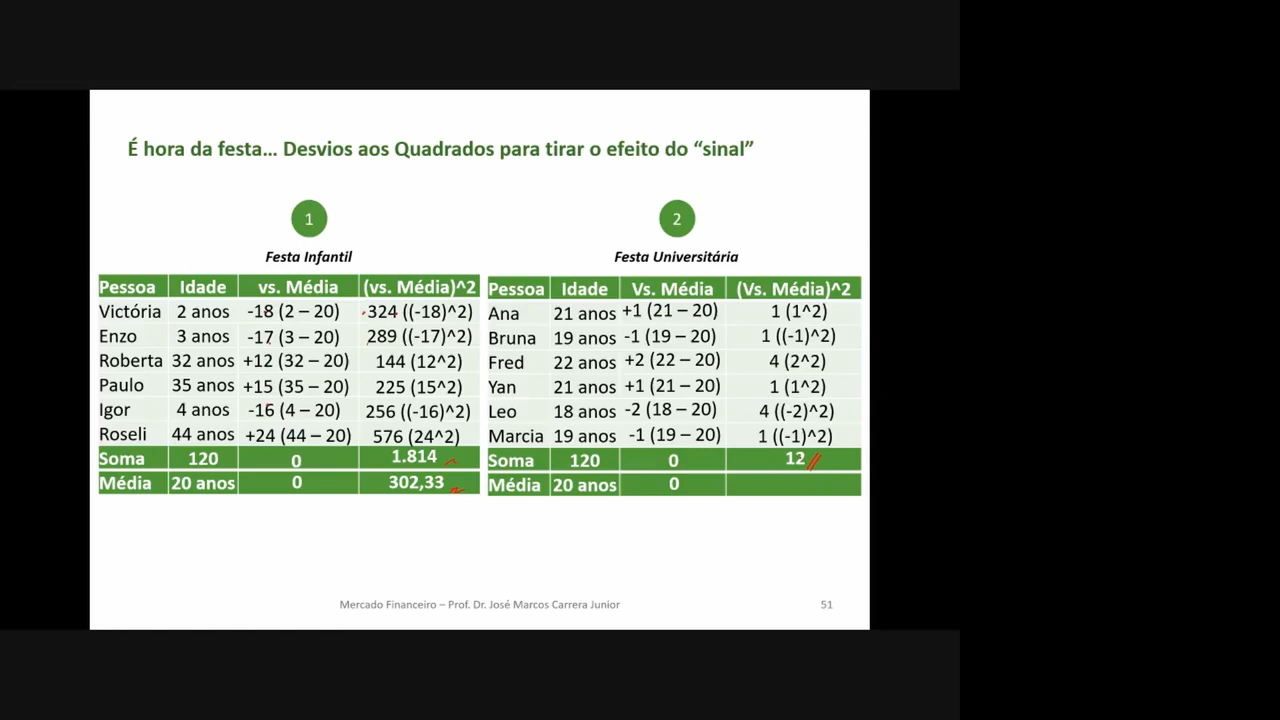 É hora da festa... Desvios aos Quadrados para tirar o efeito do “sinal”
1
Festa Infantil
Pessoa Idade vs. Média (vs. Média)^2
Victória 2 anos -18 (2 – 20) 324 ((-18)^2)
Enzo 3 anos -17 (3 – 20) 289 ((-17)^2)
Roberta 32 anos +12 (32 – 20) 144 (12^2)
Paulo 35 anos +15 (35 – 20) 225 (15^2)
Igor 4 anos -16 (4 – 20) 256 ((-16)^2)
Roseli 44 anos +24 (44 – 20) 576 (24^2)
Soma 120 0 1.814
Média 20 anos 0 302,33
2
Festa Universitária
Pessoa Idade Vs. Média (Vs. Média)^2
Ana 21 anos +1 (21 – 20) 1 (1^2)
Bruna 19 anos -1 (19 – 20) 1 ((-1)^2)
Fred 22 anos +2 (22 – 20) 4 (2^2)
Yan 21 anos +1 (21 – 20) 1 (1^2)
Leo 18 anos -2 (18 – 20) 4 ((-2)^2)
Marcia 19 anos -1 (19 – 20) 1 ((-1)^2)
Soma 120 0 12
Média 20 anos 0
Mercado Financeiro – Prof. Dr. José Marcos Carrera Junior
51